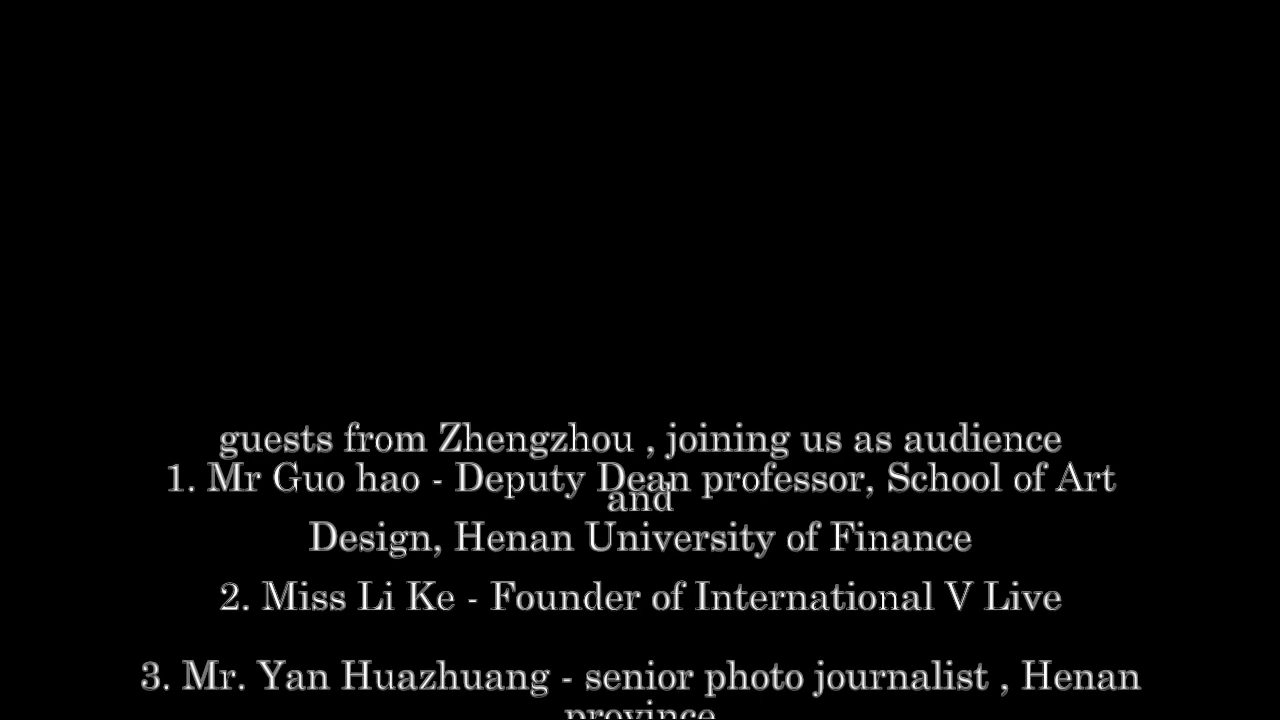 guests from Zhengzhou , joining us as audience
1. Mr Guo hao - Deputy Dean professor, School of Art
and
Design, Henan University of Finance
2. Miss Li Ke - Founder of International V Live
3. Mr. Yan Huazhuang - senior photo journalist , Henan
province